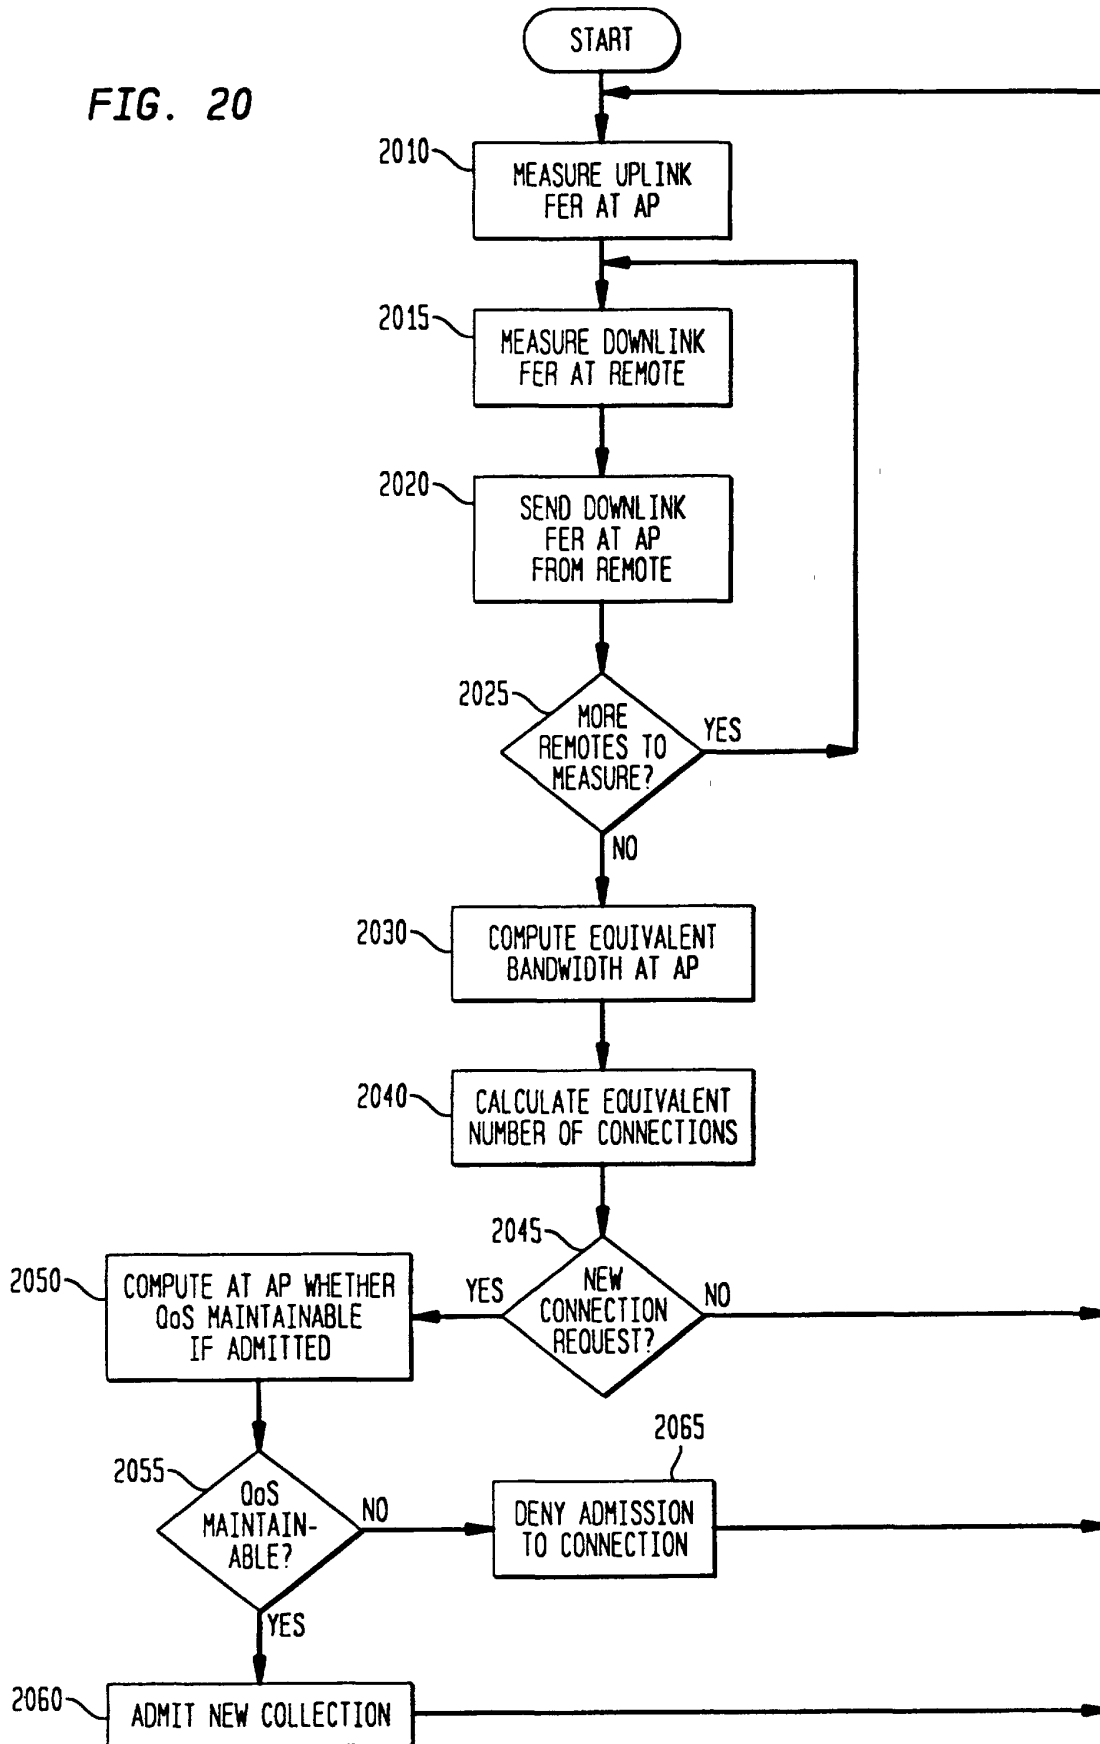 START
FIG. 20
2010
MEASURE UPLINK
FER AT AP
2015
MEASURE DOWNLINK
FER AT REMOTE
2020
SEND DOWNLINK
FER AT AP
FROM REMOTE
2025
MORE
REMOTES TO
MEASURE?
YES
NO
2030
COMPUTE EQUIVALENT
BANDWIDTH AT AP
2040
CALCULATE EQUIVALENT
NUMBER OF CONNECTIONS
2045
NEW
CONNECTION
REQUEST?
YES
NO
2050
COMPUTE AT AP WHETHER
QoS MAINTAINABLE
IF ADMITTED
2055
QoS
MAINTAIN-
ABLE?
NO
2065
DENY ADMISSION
TO CONNECTION
YES
2060
ADMIT NEW COLLECTION